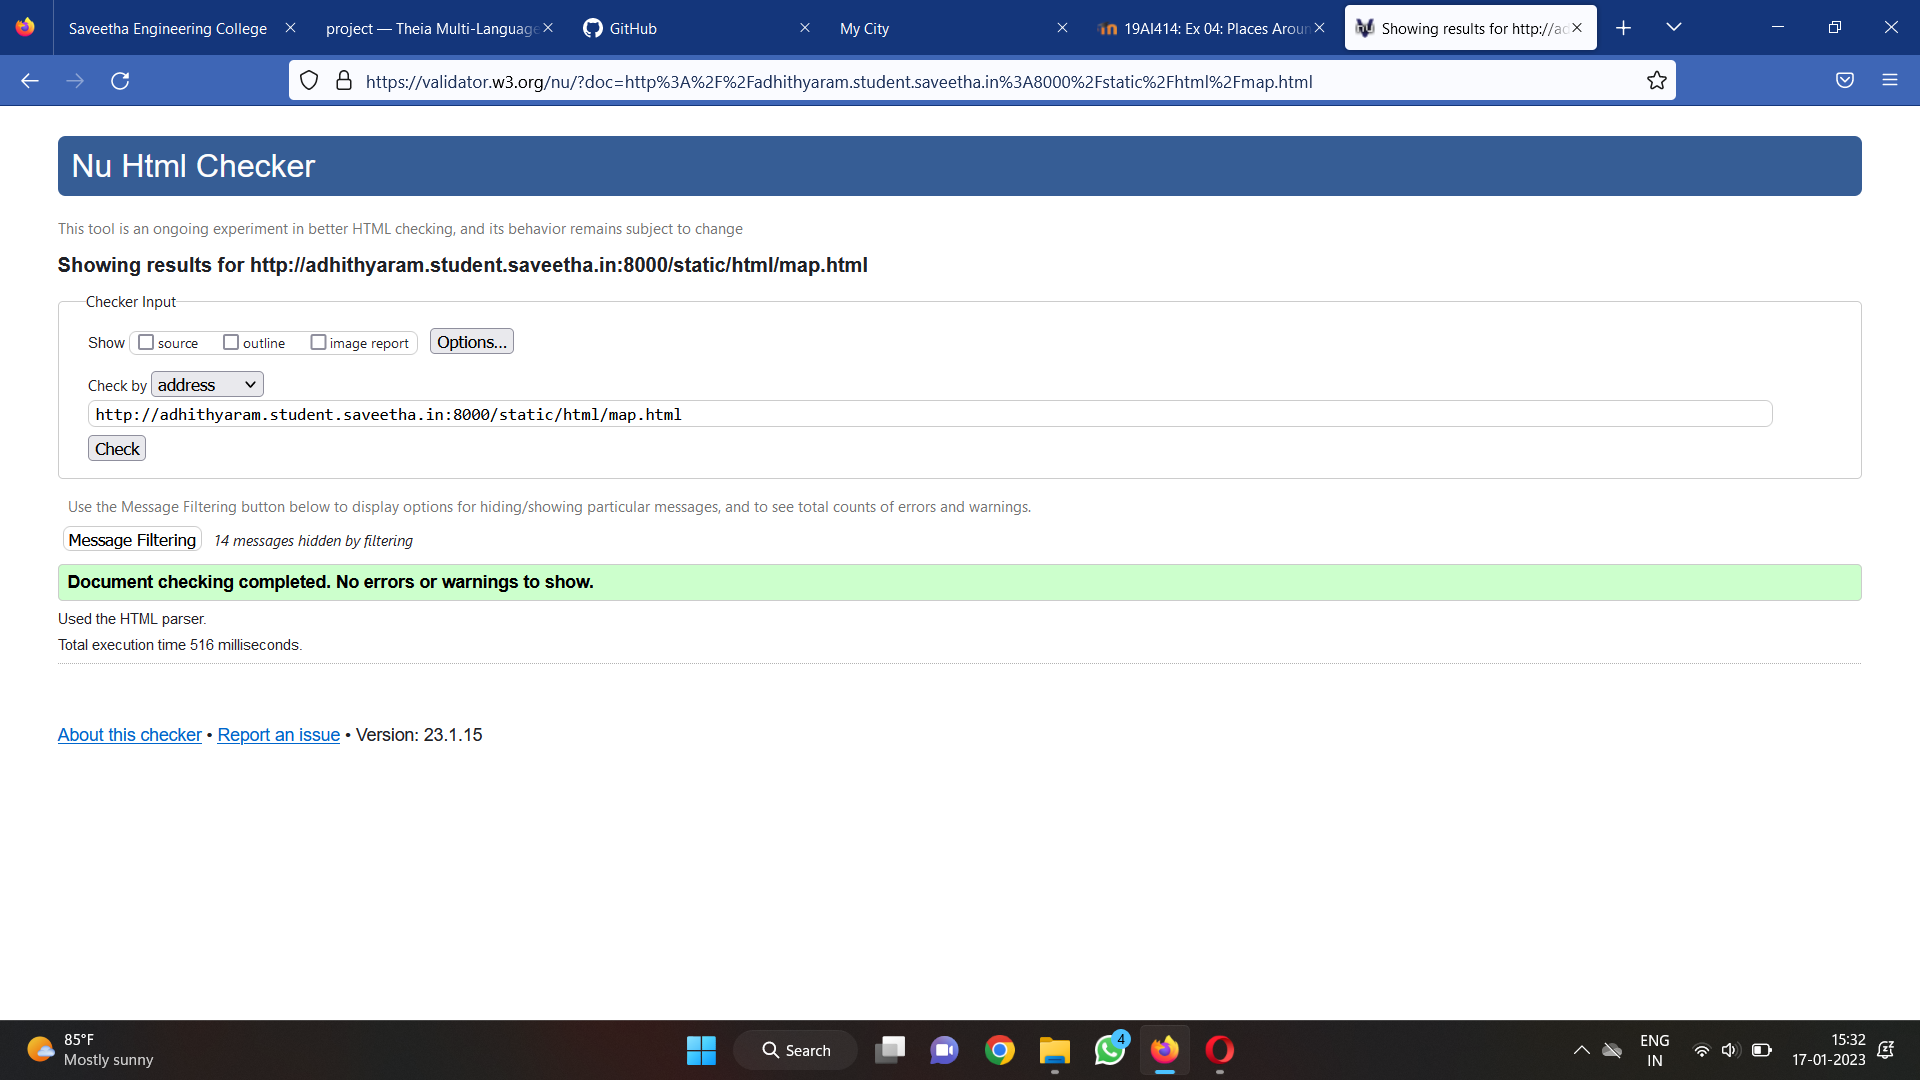 Saveetha Engineering College
project — Theia Multi-Language
GitHub
My City
19AI414: Ex 04: Places Aroun
Showing results for http://ad
https://validator.w3.org/nu/?doc=http%3A%2F%2Fadhithyaram.student.saveetha.in%3A8000%2Fstatic%2Fhtml%2Fmap.html
Nu Html Checker
This tool is an ongoing experiment in better HTML checking, and its behavior remains subject to change
Showing results for http://adhithyaram.student.saveetha.in:8000/static/html/map.html
Checker Input
Show source outline image report Options...
Check by address
http://adhithyaram.student.saveetha.in:8000/static/html/map.html
Check
Use the Message Filtering button below to display options for hiding/showing particular messages, and to see total counts of errors and warnings.
Message Filtering 14 messages hidden by filtering
Document checking completed. No errors or warnings to show.
Used the HTML parser.
Total execution time 516 milliseconds.
About this checker • Report an issue • Version: 23.1.15
85°F
Mostly sunny
Search
4
ENG
IN
15:32
17-01-2023